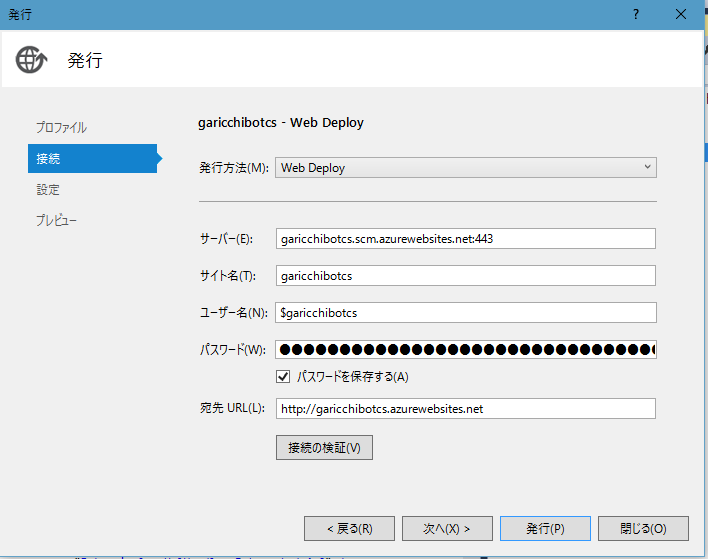 発行
発行
プロファイル
接続
設定
プレビュー
garicchibotcs - Web Deploy
発行方法(M): Web Deploy
サーバー(E): garicchibotcs.scm.azurewebsites.net:443
サイト名(T): garicchibotcs
ユーザー名(N): $garicchibotcs
パスワード(W): ●●●●●●●●●●●●●●●●●●●●●●●●●●●●●●●
パスワードを保存する(A)
宛先 URL(L): http://garicchibotcs.azurewebsites.net
接続の検証(V)
< 戻る(R) 次へ(X) > 発行(P) 閉じる(O)